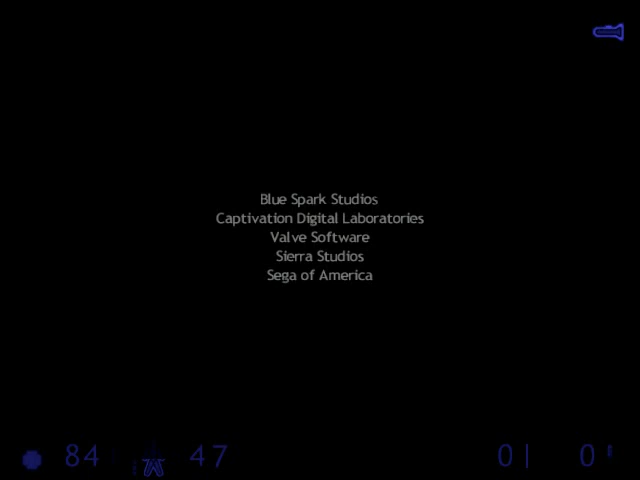 Blue Spark Studios
Captivation Digital Laboratories
Valve Software
Sierra Studios
Sega of America
84 47 0| 0